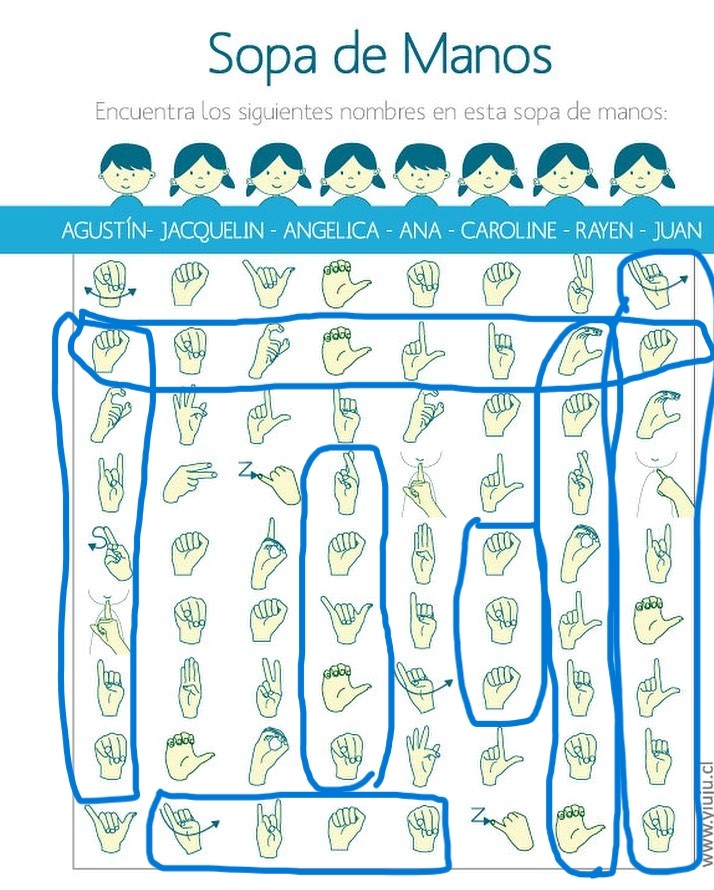 Sopa de Manos
Encuentra los siguientes nombres en esta sopa de manos:
AGUSTÍN- JACQUELIN - ANGELICA - ANA - CAROLINE - RAYEN - JUAN
Z
Z
www.yiuju.cl